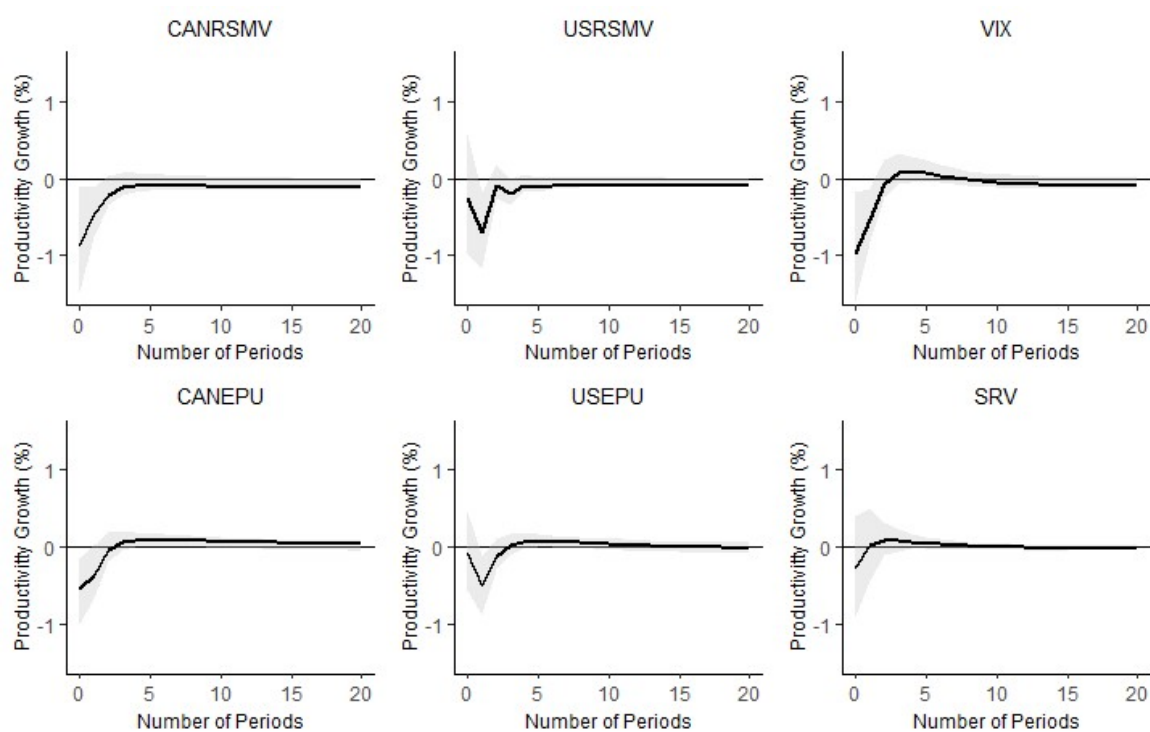 CANRSMV
USRSMV
VIX
Productivity Growth (%)
1
0
-1
0 5 10 15 20
Number of Periods
Productivity Growth (%)
1
0
-1
0 5 10 15 20
Number of Periods
Productivity Growth (%)
1
0
-1
0 5 10 15 20
Number of Periods
CANEPU
USEPU
SRV
Productivity Growth (%)
1
0
-1
0 5 10 15 20
Number of Periods
Productivity Growth (%)
1
0
-1
0 5 10 15 20
Number of Periods
Productivity Growth (%)
1
0
-1
0 5 10 15 20
Number of Periods